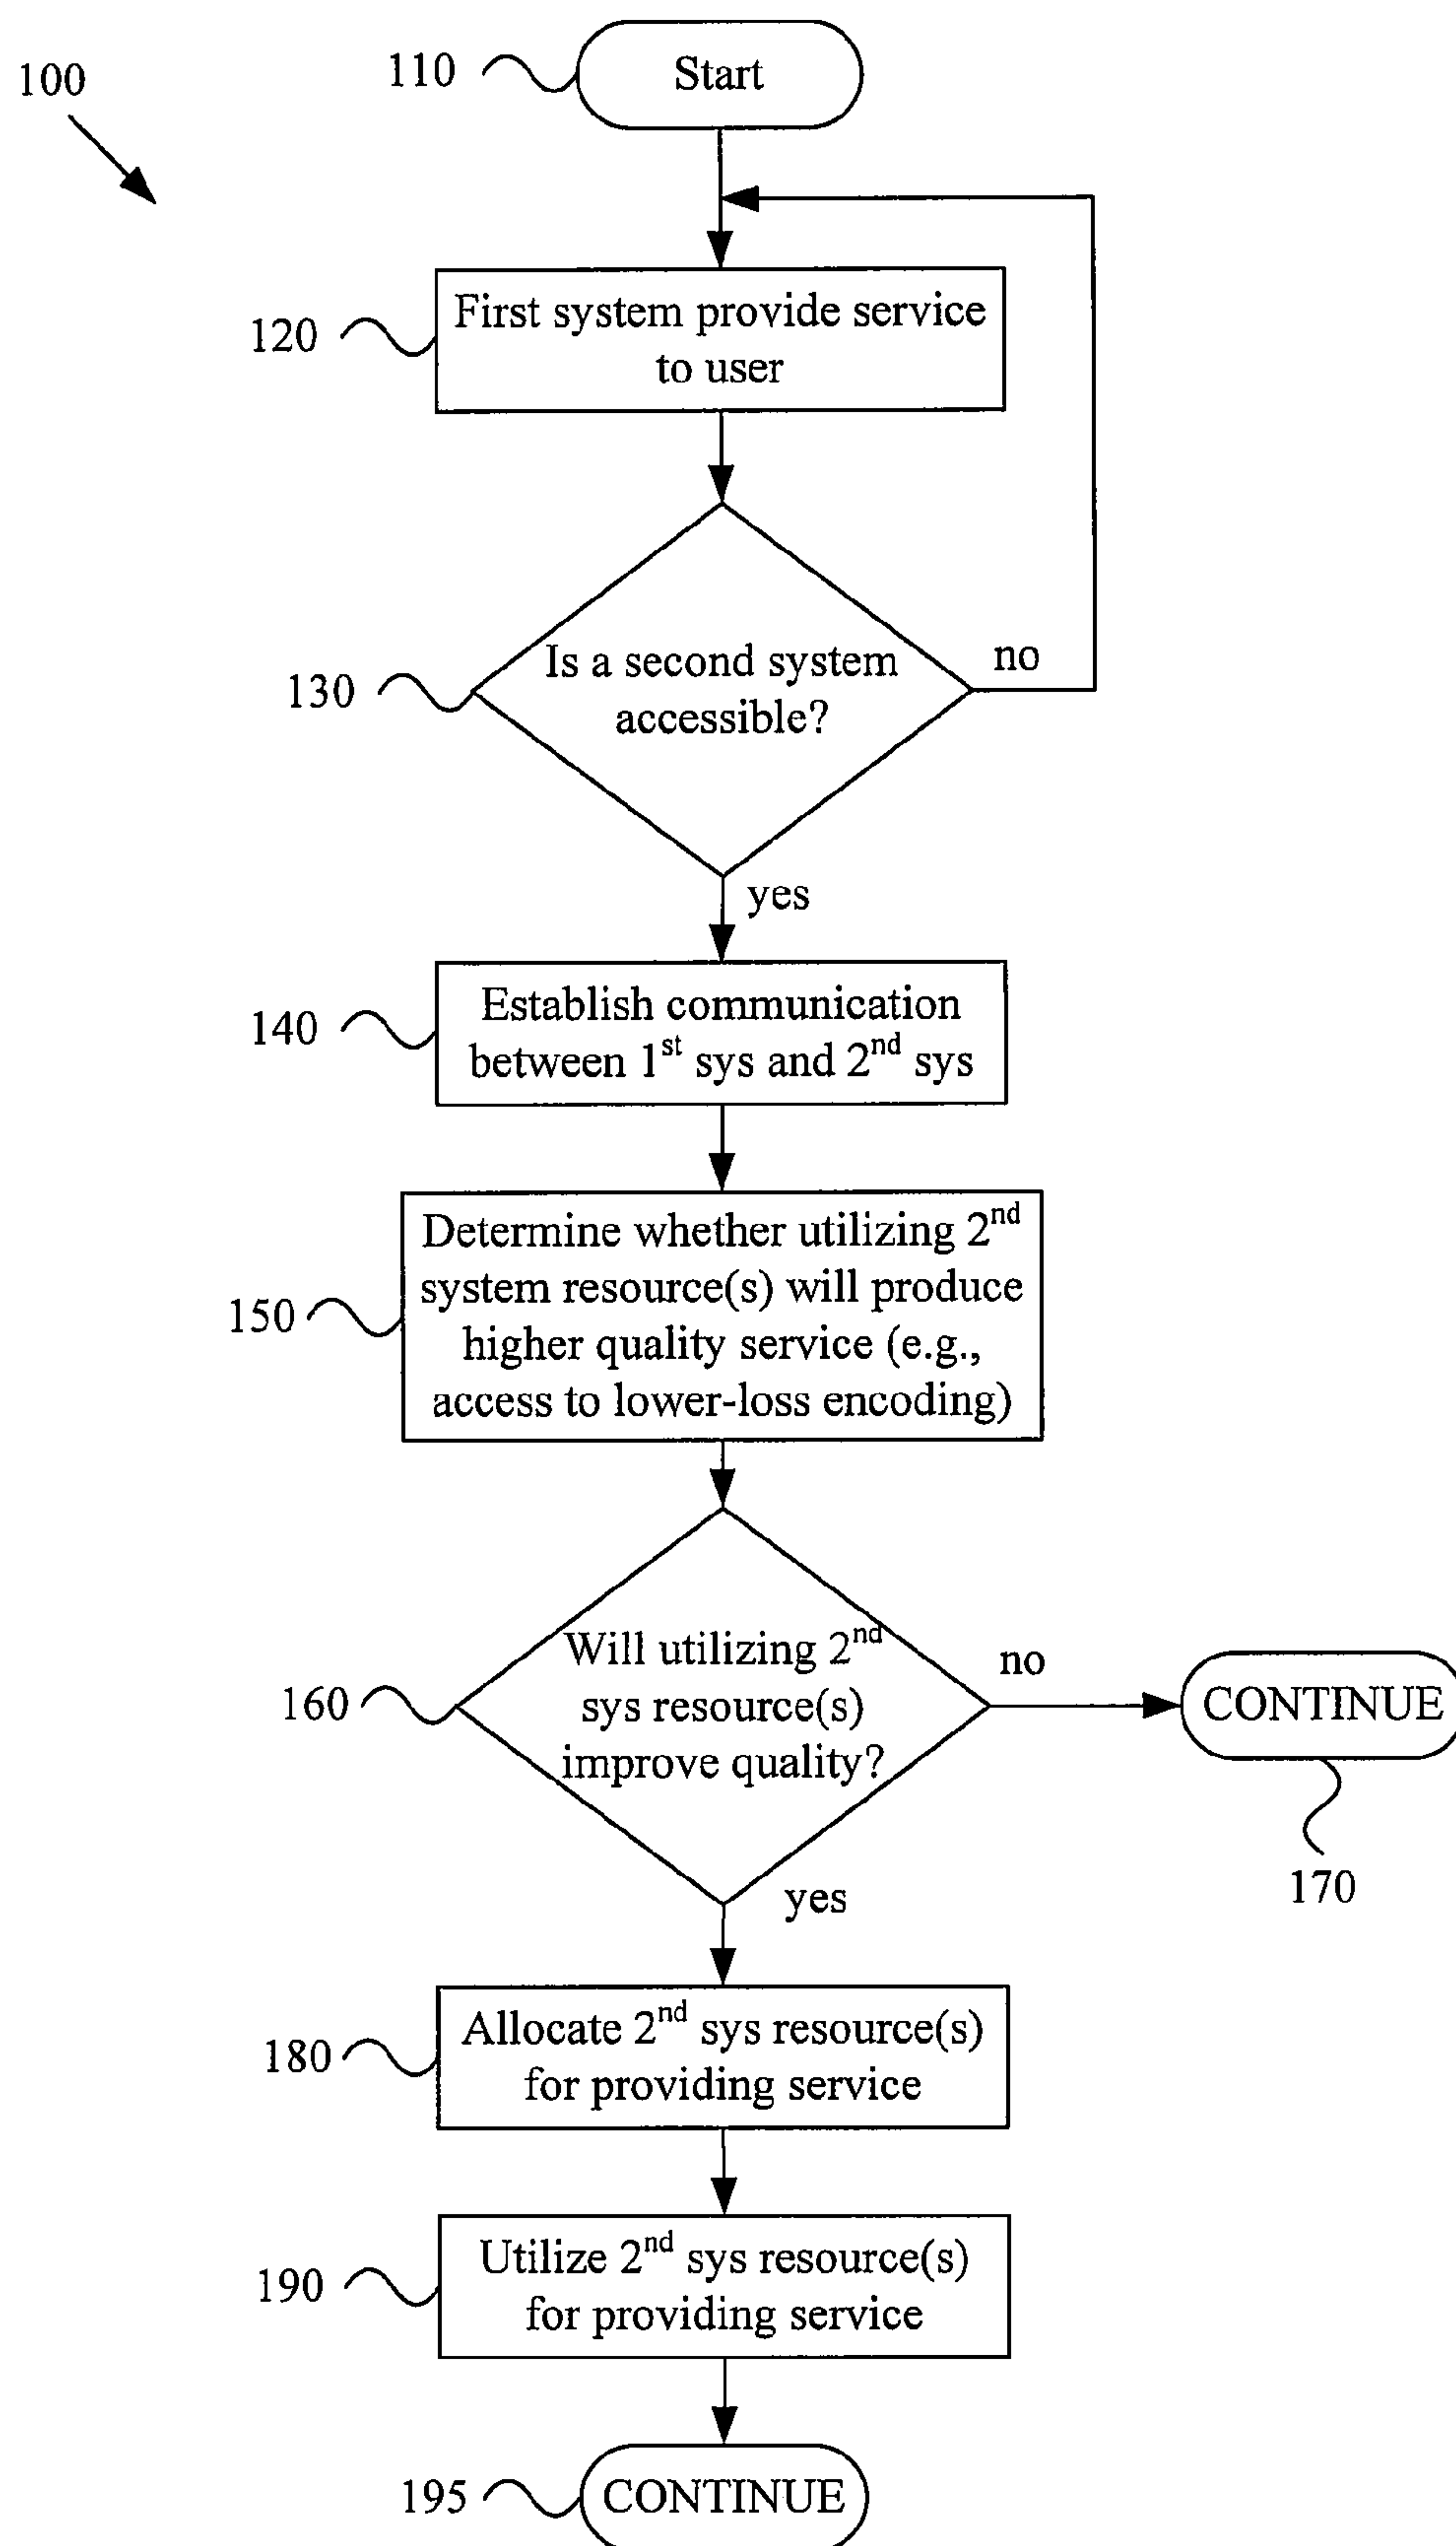 100
110
Start
120
First system provide service
to user
130
Is a second system
accessible?
no
yes
140
Establish communication
between 1st sys and 2nd sys
150
Determine whether utilizing 2nd
system resource(s) will produce
higher quality service (e.g.,
access to lower-loss encoding)
160
Will utilizing 2nd
sys resource(s)
improve quality?
no
CONTINUE
170
yes
180
Allocate 2nd sys resource(s)
for providing service
190
Utilize 2nd sys resource(s)
for providing service
195
CONTINUE